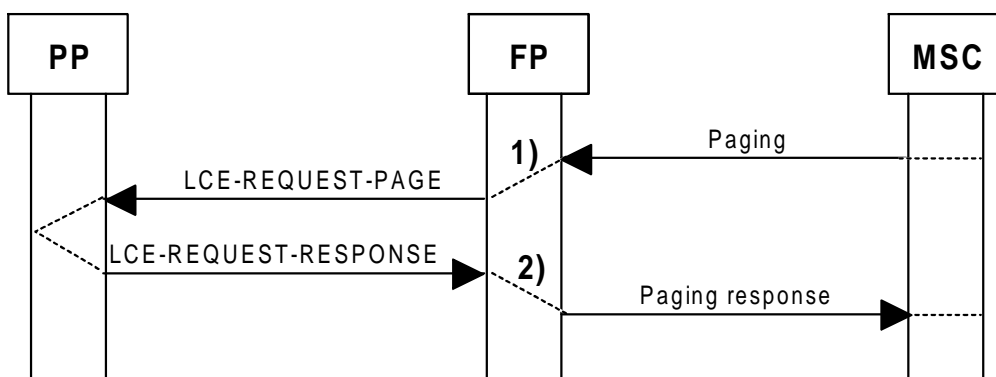 PP
FP
MSC
Paging
1)
LCE-REQUEST-PAGE
LCE-REQUEST-RESPONSE
2)
Paging response